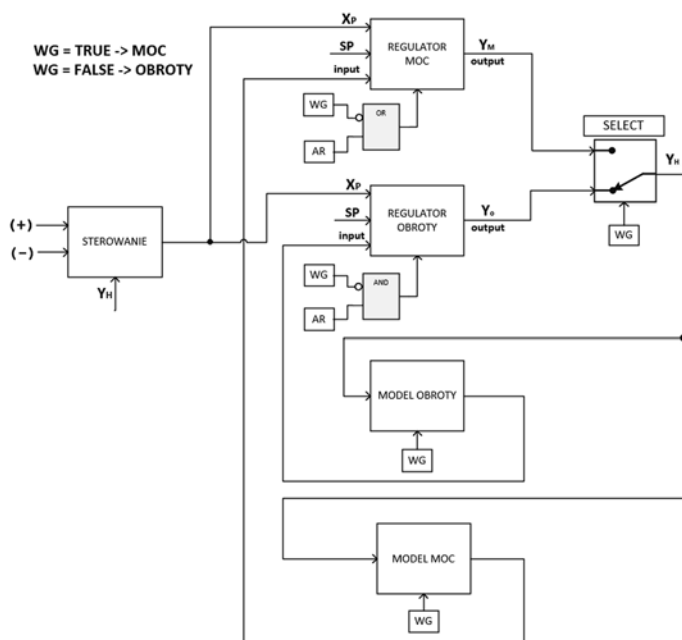 WG = TRUE -> MOC
WG = FALSE -> OBROTY
XP
SP
input
REGULATOR
MOC
YM
output
WG
OR
AR
SELECT
YH
WG
XP
SP
input
REGULATOR
OBROTY
Yo
output
(+)
(−)
STEROWANIE
YH
WG
AND
AR
MODEL OBROTY
WG
MODEL MOC
WG